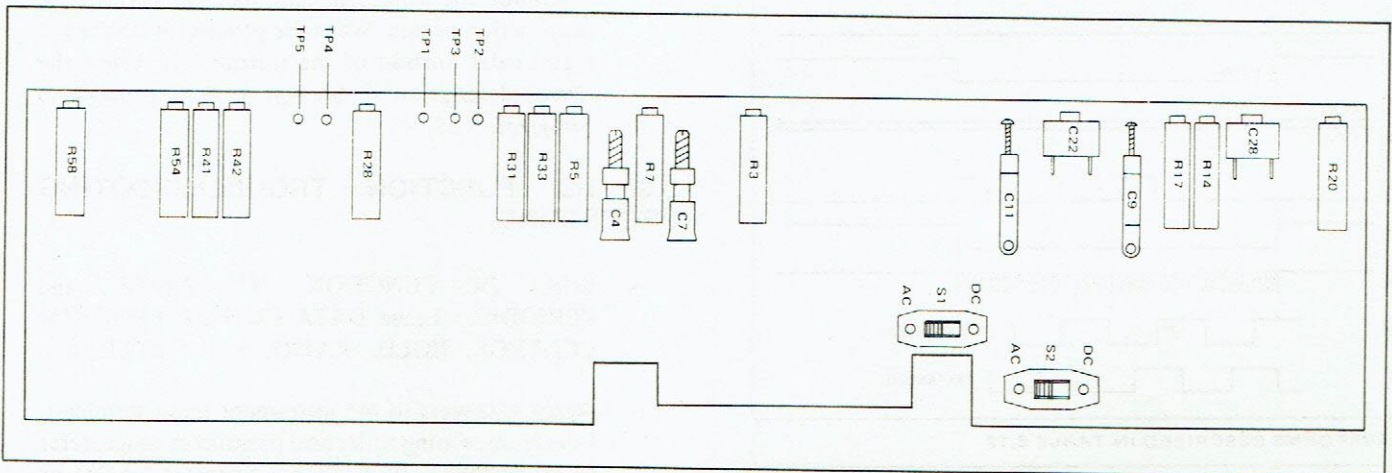 TP5
TP4
TP1
TP3
TP2
R58
R54
R41
R42
R28
R31
R33
R5
C4
R7
C7
R3
C11
C22
C9
R17
R14
C28
R20
AC
S1
DC
AC
S2
DC